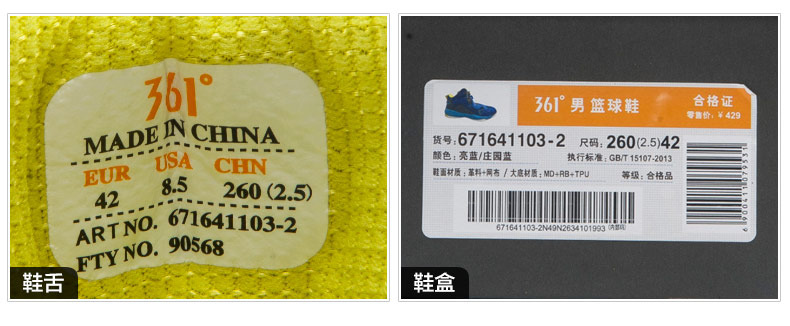 361°
MADE IN CHINA
EUR USA CHN
42 8.5 260 (2.5)
ART NO. 671641103-2
FTY NO. 90568
鞋舌
361° 男 篮球鞋
合格证
零售价: ¥ 429
货号: 671641103-2 尺码: 260(2.5)42
颜色: 亮蓝/庄园蓝 执行标准: GB/T 15107-2013
鞋面材质: 革料+网布 / 大底材质: MD+RB+TPU 等级: 合格品
671641103-2N49N2634101993 (内部码)
6900411079531
鞋盒